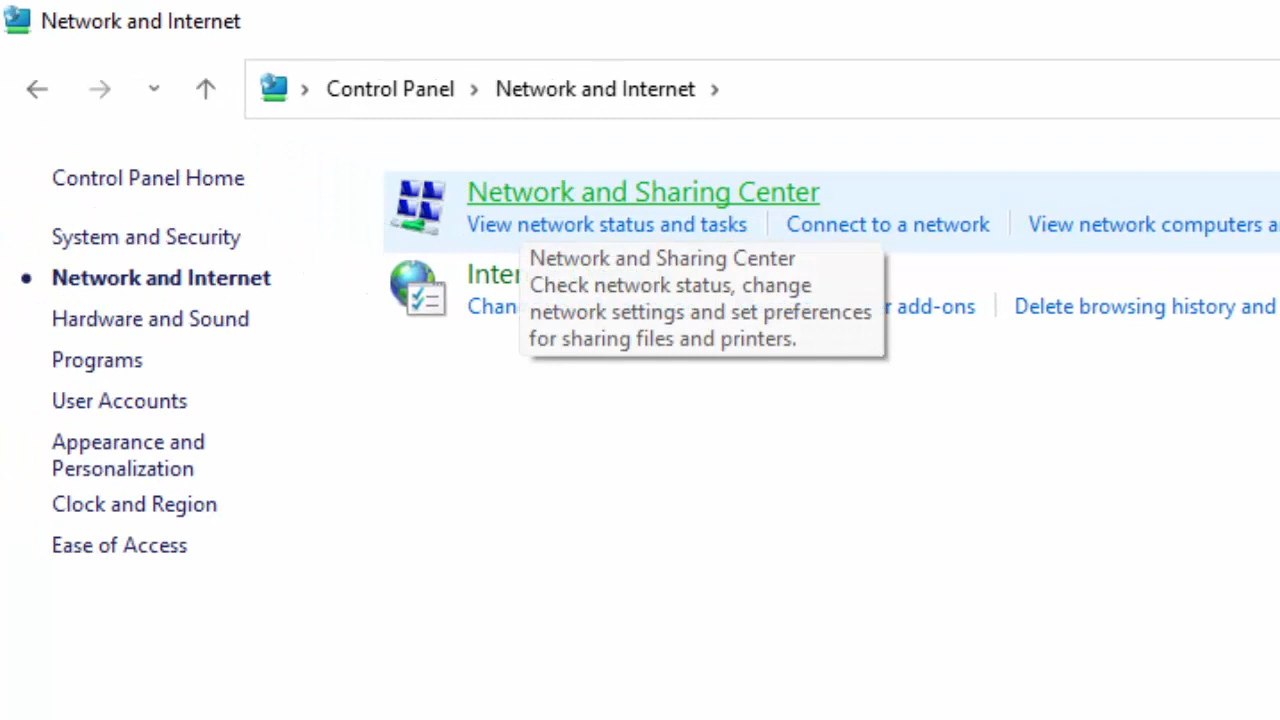 Network and Internet
Control Panel > Network and Internet >
Control Panel Home
System and Security
Network and Internet
Hardware and Sound
Programs
User Accounts
Appearance and
Personalization
Clock and Region
Ease of Access
Network and Sharing Center
View network status and tasks
Connect to a network
View network computers a
Network and Sharing Center
Check network status, change
network settings and set preferences
for sharing files and printers.
Inter
Chan
r add-ons
Delete browsing history and